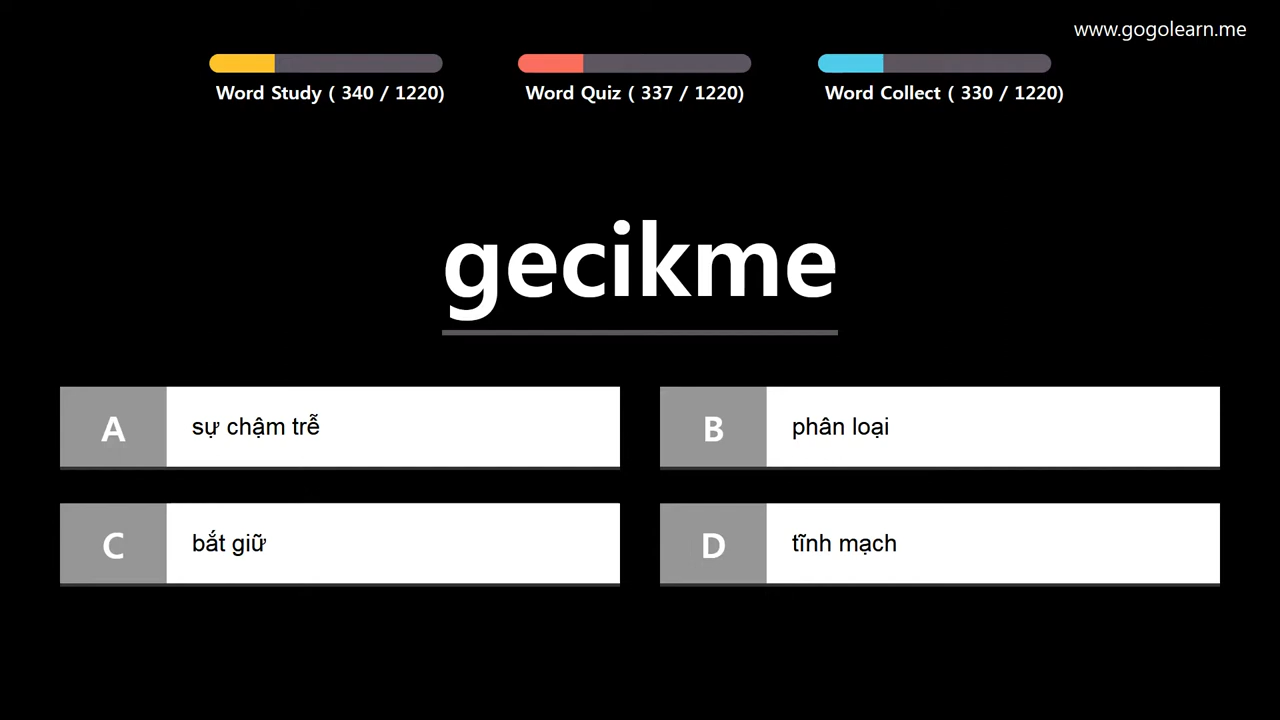 www.gogolearn.me
Word Study ( 340 / 1220)
Word Quiz ( 337 / 1220)
Word Collect ( 330 / 1220)
gecikme
A sự chậm trễ
B phân loại
C bắt giữ
D tĩnh mạch